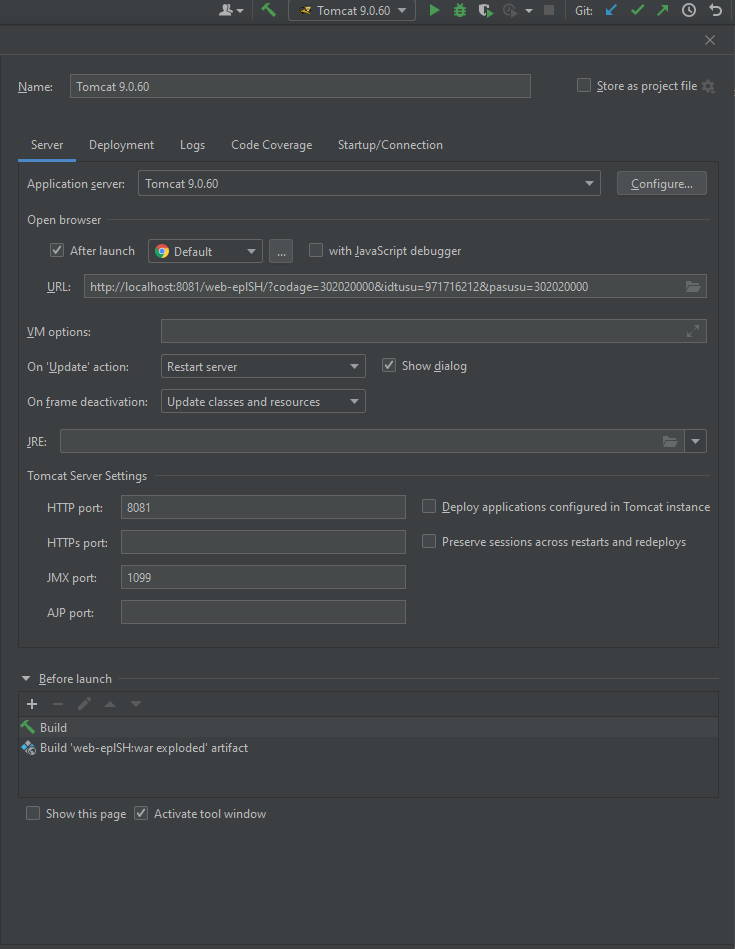 Tomcat 9.0.60 Git:
Name: Tomcat 9.0.60 Store as project file
Server Deployment Logs Code Coverage Startup/Connection
Application server: Tomcat 9.0.60 Configure...
Open browser
After launch Default ... with JavaScript debugger
URL: http://localhost:8081/web-epISH/?codage=302020000&idtusu=971716212&pasusu=302020000
VM options:
On 'Update' action: Restart server Show dialog
On frame deactivation: Update classes and resources
JRE:
Tomcat Server Settings
HTTP port: 8081 Deploy applications configured in Tomcat instance
HTTPs port: Preserve sessions across restarts and redeploys
JMX port: 1099
AJP port:
Before launch
Build
Build 'web-epISH:war exploded' artifact
Show this page Activate tool window